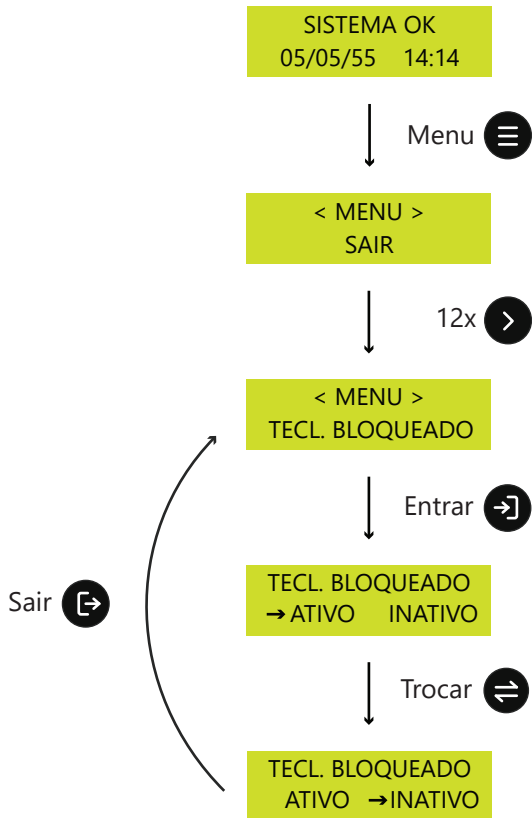 SISTEMA OK
05/05/55 14:14
Menu
< MENU >
SAIR
12x
< MENU >
TECL. BLOQUEADO
Entrar
TECL. BLOQUEADO
→ ATIVO INATIVO
Sair
Trocar
TECL. BLOQUEADO
ATIVO →INATIVO